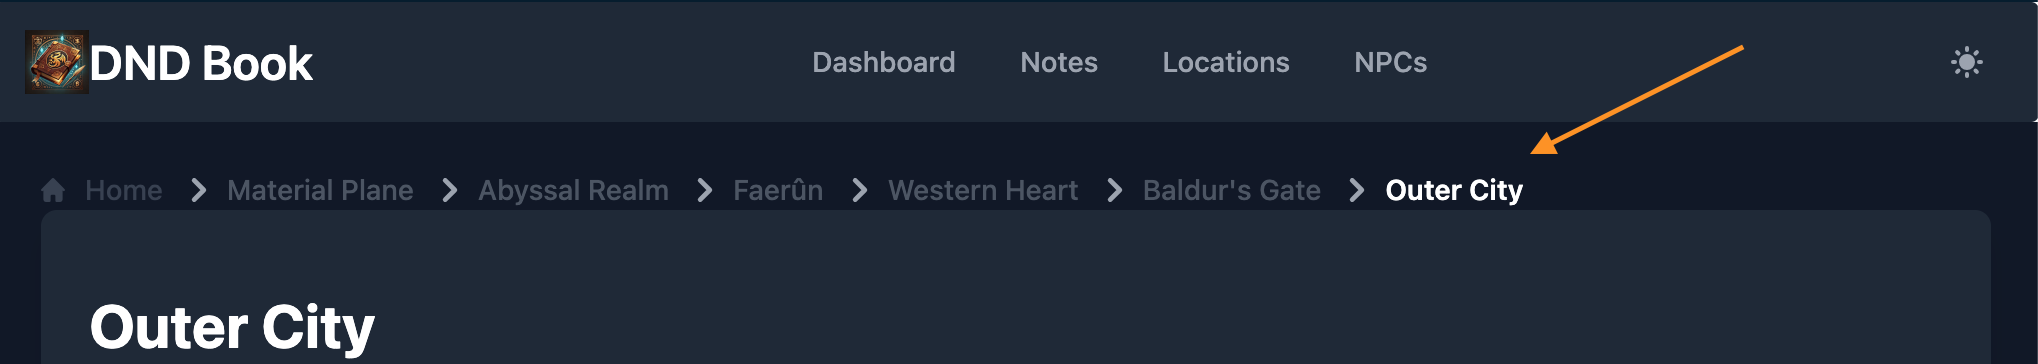 DND Book Dashboard Notes Locations NPCs
Home Material Plane Abyssal Realm Faerûn Western Heart Baldur's Gate Outer City
Outer City